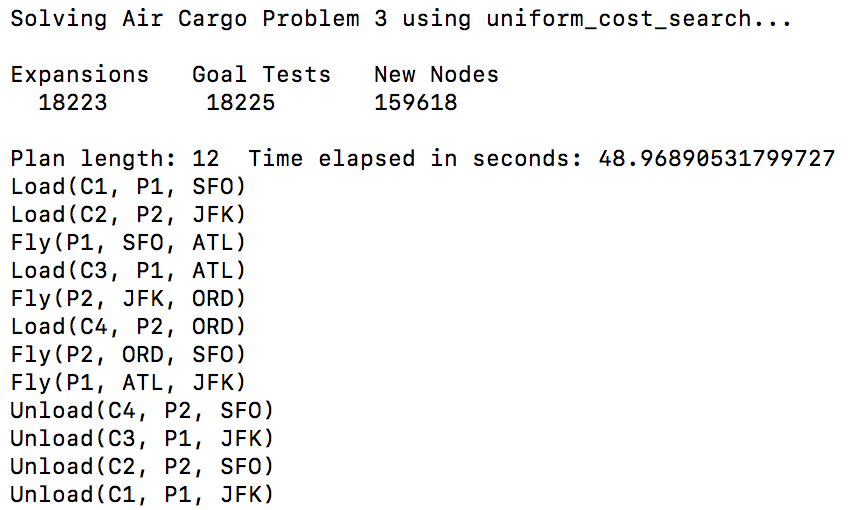 Solving Air Cargo Problem 3 using uniform_cost_search...
Expansions   Goal Tests   New Nodes
18223       18225       159618
Plan length: 12  Time elapsed in seconds: 48.96890531799727
Load(C1, P1, SFO)
Load(C2, P2, JFK)
Fly(P1, SFO, ATL)
Load(C3, P1, ATL)
Fly(P2, JFK, ORD)
Load(C4, P2, ORD)
Fly(P2, ORD, SFO)
Fly(P1, ATL, JFK)
Unload(C4, P2, SFO)
Unload(C3, P1, JFK)
Unload(C2, P2, SFO)
Unload(C1, P1, JFK)